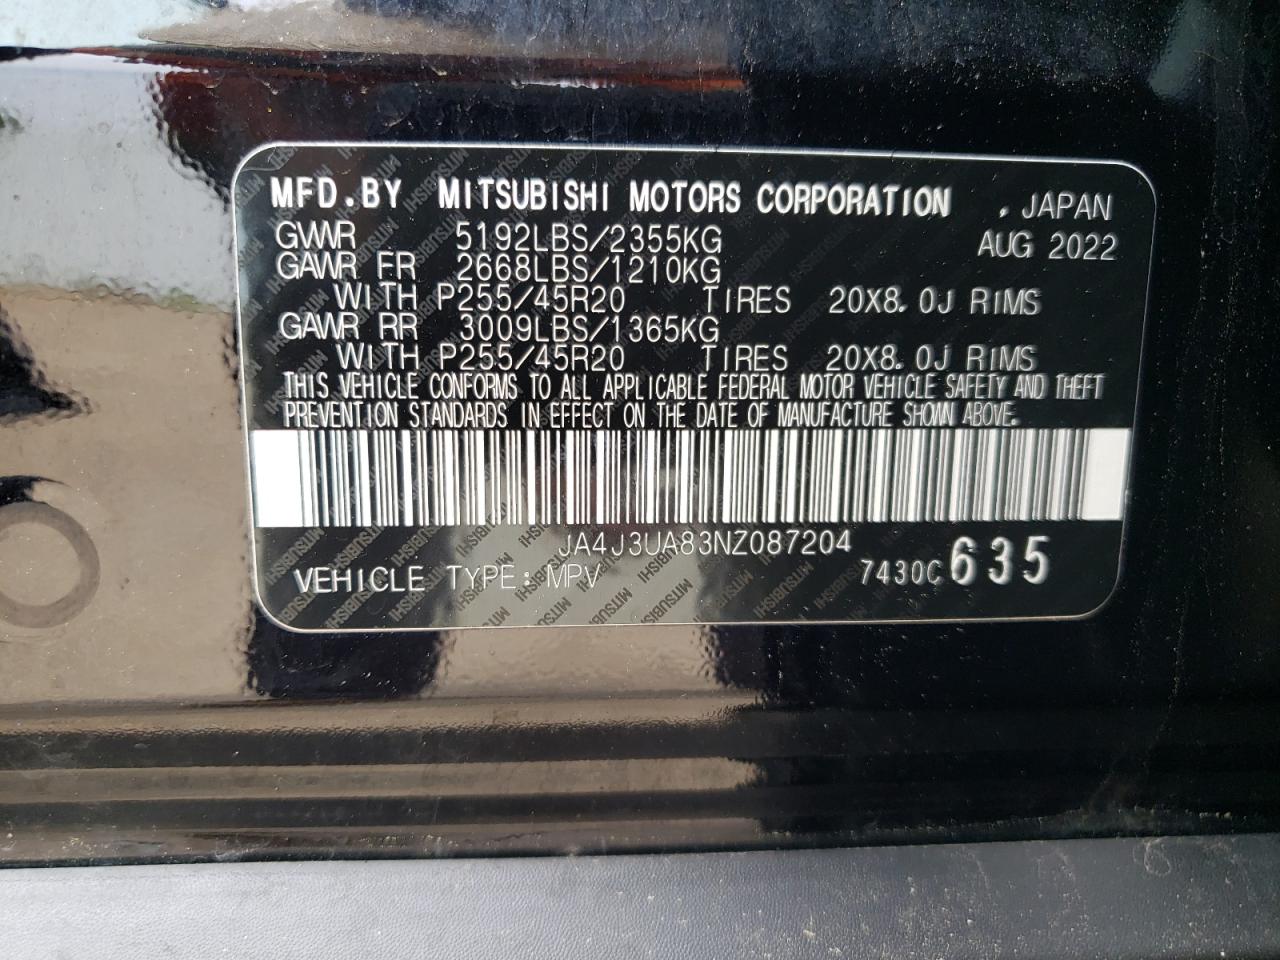 MFD. BY MITSUBISHI MOTORS CORPORATION , JAPAN
GVWR 5192LBS/2355KG AUG 2022
GAWR FR 2668LBS/1210KG
WITH P255/45R20 TIRES 20X8.0J RIMS
GAWR RR 3009LBS/1365KG
WITH P255/45R20 TIRES 20X8.0J RIMS
THIS VEHICLE CONFORMS TO ALL APPLICABLE FEDERAL MOTOR VEHICLE SAFETY AND THEFT
PREVENTION STANDARDS IN EFFECT ON THE DATE OF MANUFACTURE SHOWN ABOVE.
JA4J3UA83NZ087204
VEHICLE TYPE: MPV 7430C 635